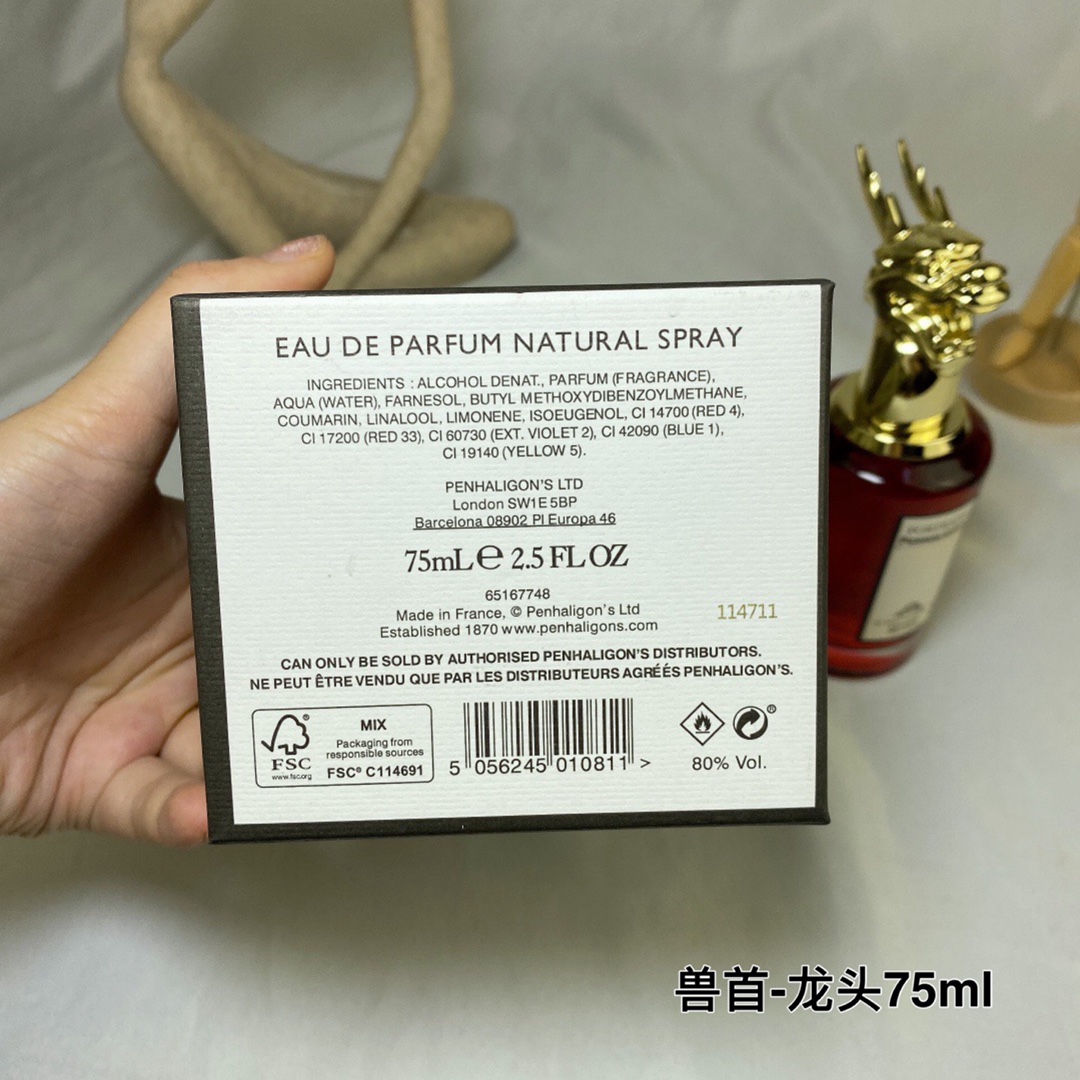 EAU DE PARFUM NATURAL SPRAY
INGREDIENTS : ALCOHOL DENAT., PARFUM (FRAGRANCE),
AQUA (WATER), FARNESOL, BUTYL METHOXYDIBENZOYLMETHANE,
COUMARIN, LINALOOL, LIMONENE, ISOEUGENOL, CI 14700 (RED 4),
CI 17200 (RED 33), CI 60730 (EXT. VIOLET 2), CI 42090 (BLUE 1),
CI 19140 (YELLOW 5).
PENHALIGON'S LTD
London SW1E 5BP
Barcelona 08902 Pl Europa 46
75mL e 2.5 FL OZ
65167748
Made in France, © Penhaligon's Ltd
Established 1870 www.penhaligons.com
114711
CAN ONLY BE SOLD BY AUTHORISED PENHALIGON'S DISTRIBUTORS.
NE PEUT ÊTRE VENDU QUE PAR LES DISTRIBUTEURS AGRÉÉS PENHALIGON'S.
FSC®
www.fsc.org
MIX
Packaging from
responsible sources
FSC® C114691
5 056245 010811 >
80% Vol.
兽首-龙头75ml